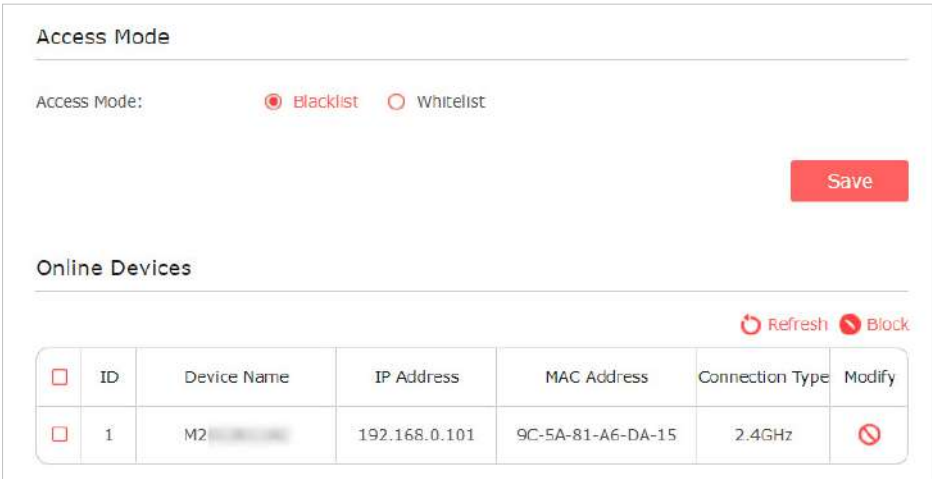 Access Mode
Access Mode: Blacklist Whitelist
Save
Online Devices
Refresh Block
ID Device Name IP Address MAC Address Connection Type Modify
1 M2 192.168.0.101 9C-5A-81-A6-DA-15 2.4GHz